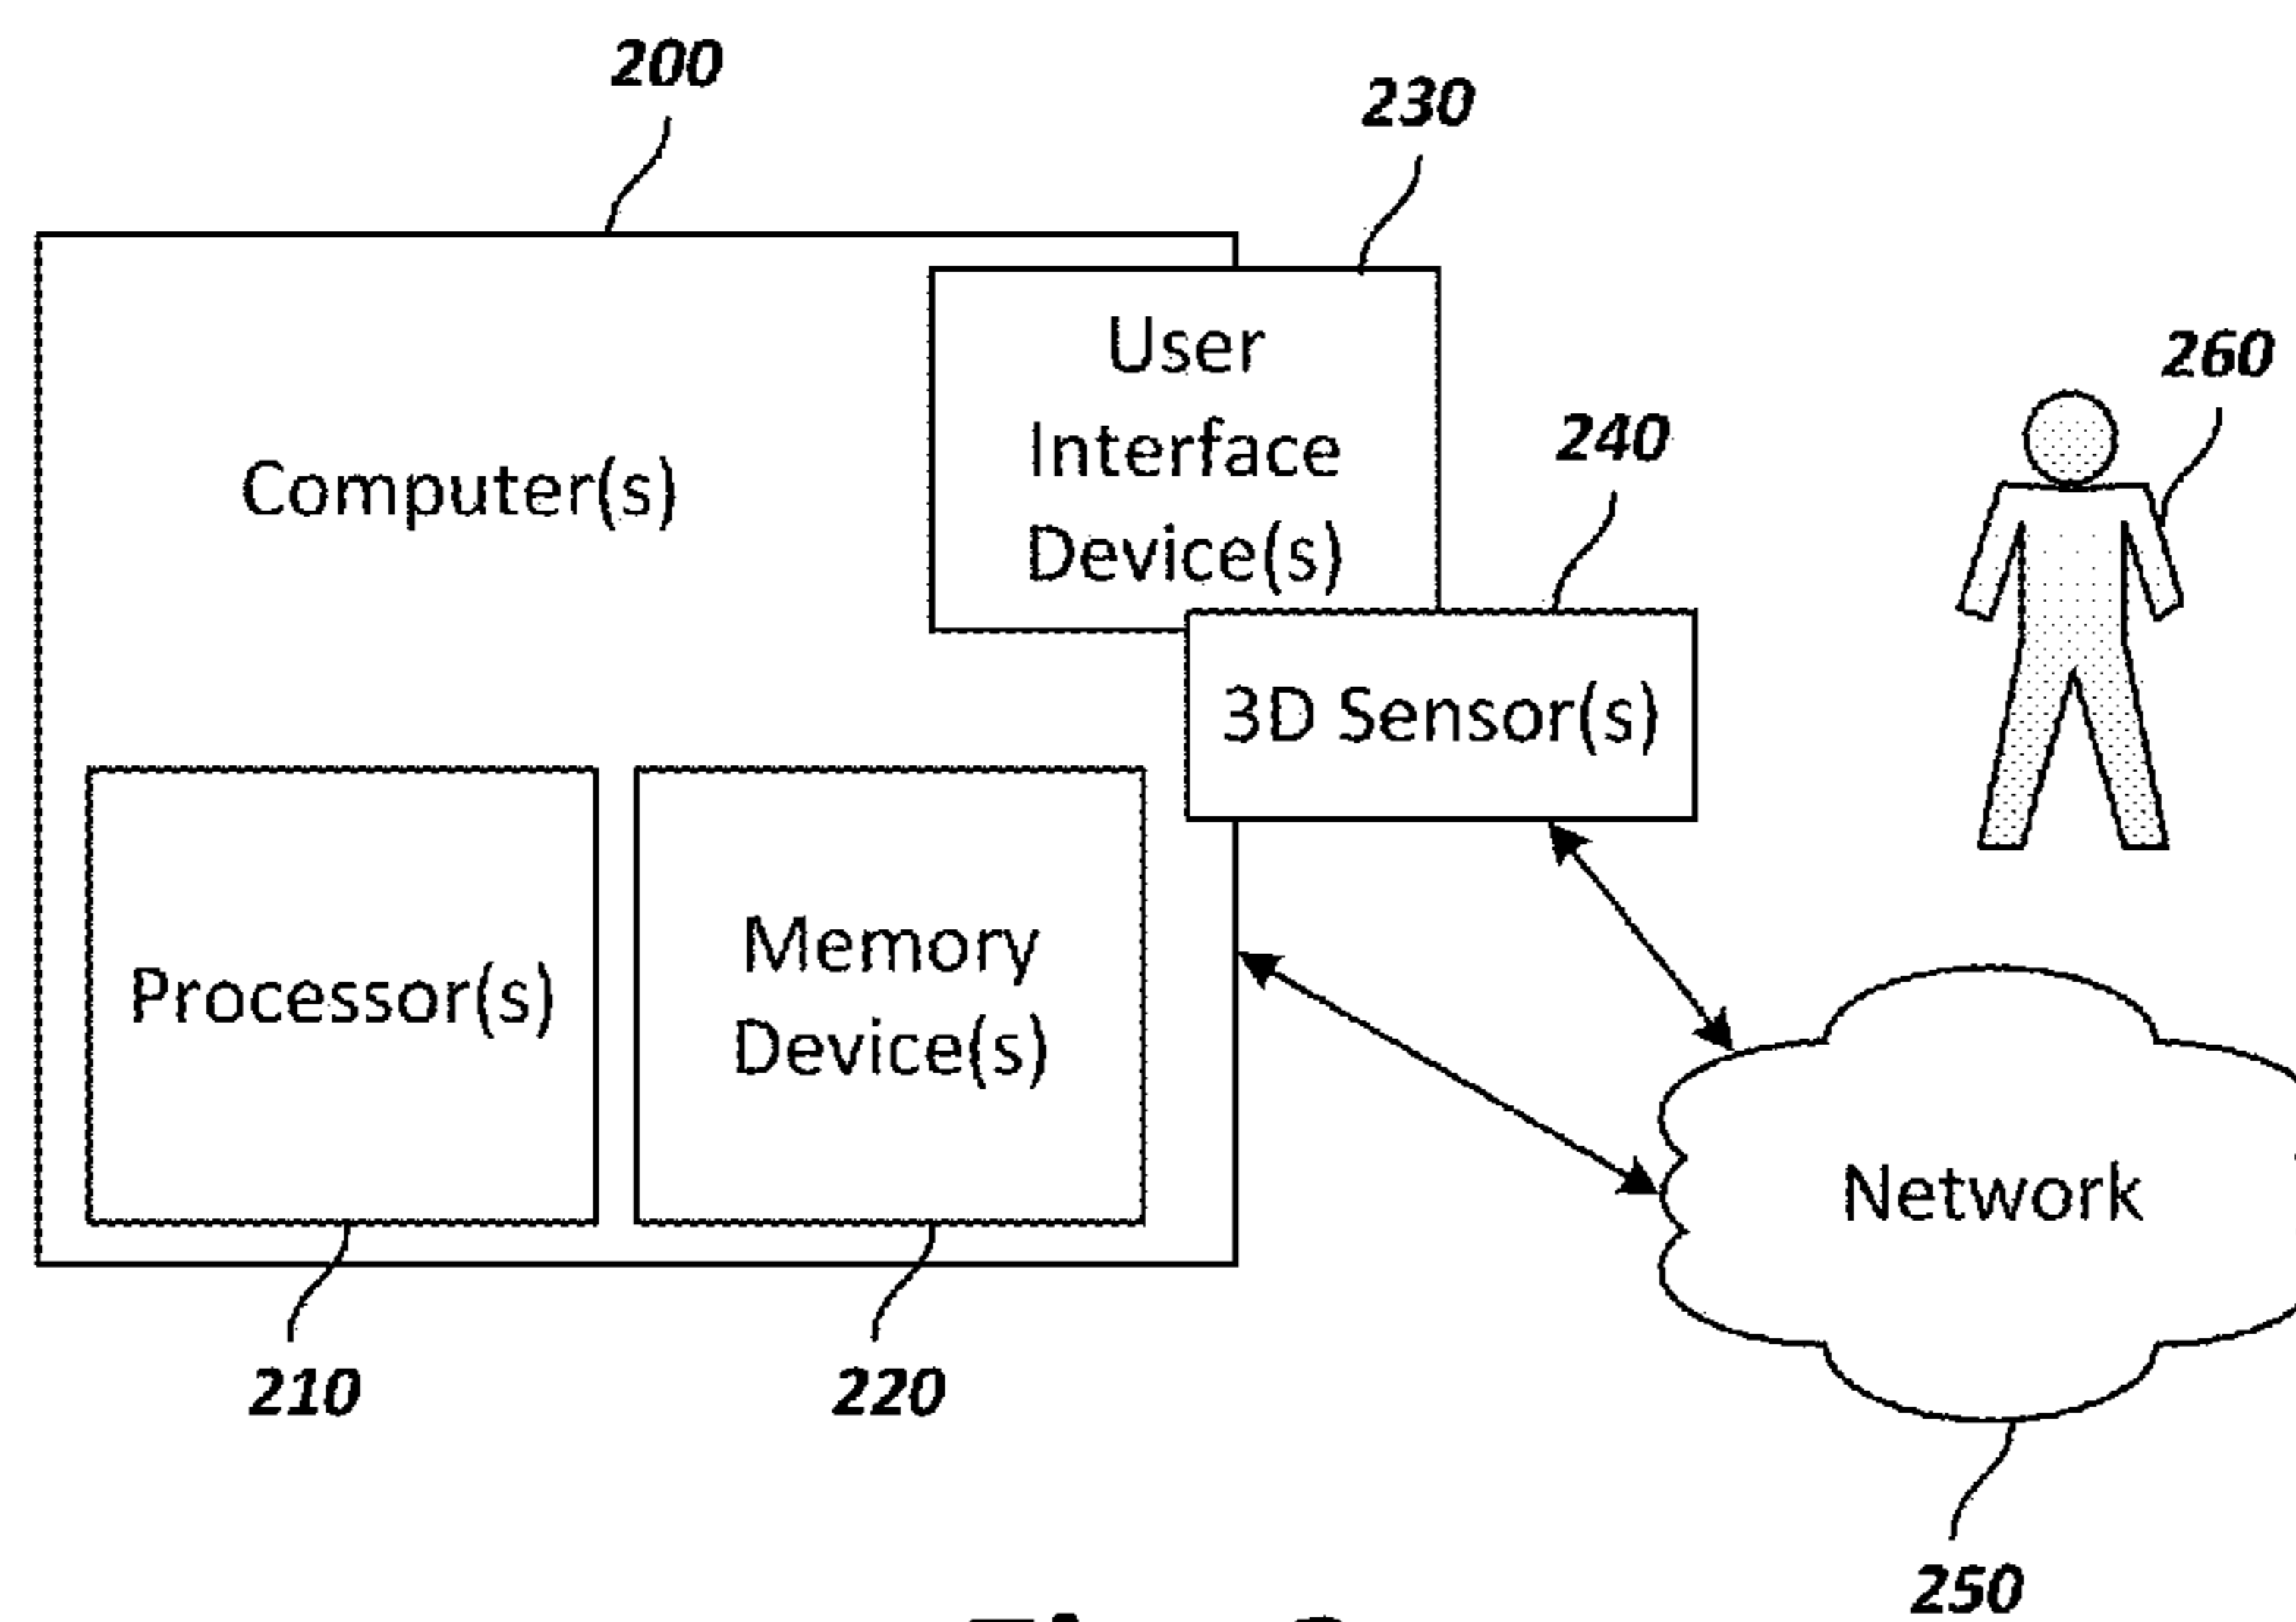 200
230
User
Interface
Device(s)
260
240
Computer(s)
3D Sensor(s)
Processor(s)
Memory
Device(s)
Network
210
220
250